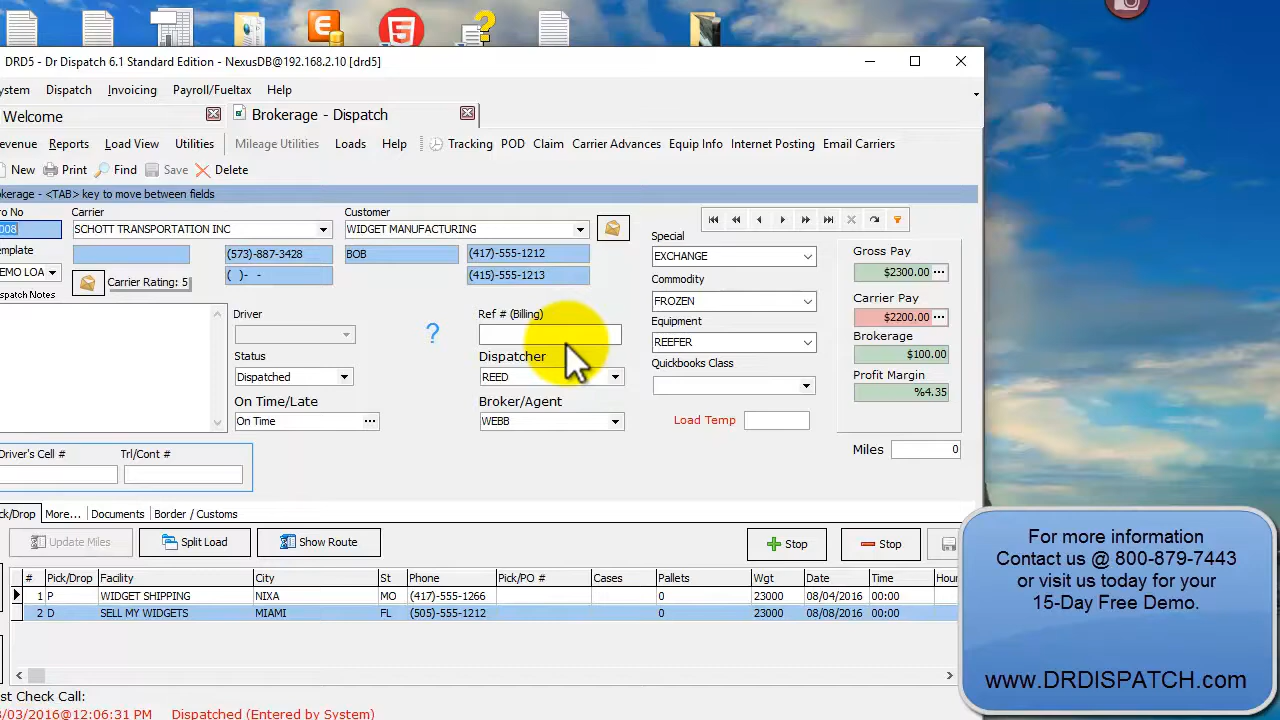 DRD5 - Dr Dispatch 6.1 Standard Edition - NexusDB@192.168.2.10 [drd5]
ystem Dispatch Invoicing Payroll/Fueltax Help
Welcome Brokerage - Dispatch
evenue Reports Load View Utilities Mileage Utilities Loads Help Tracking POD Claim Carrier Advances Equip Info Internet Posting Email Carriers
New Print Find Save Delete
okerage - <TAB> key to move between fields
ro No Carrier Customer
008 SCHOTT TRANSPORTATION INC WIDGET MANUFACTURING
Special
Gross Pay
emplate (573)-887-3428 BOB (417)-555-1212 EXCHANGE
EMO LOA ( )- - (415)-555-1213 Commodity $2300.00 ...
Carrier Rating: 5
ispatch Notes FROZEN Carrier Pay
Driver Ref # (Billing) Equipment $2200.00 ...
? REEFER Brokerage
Status Dispatcher Quickbooks Class $100.00
Dispatched REED Profit Margin
%4.35
On Time/Late Broker/Agent
On Time ... WEBB Load Temp
Miles 0
Driver's Cell # Trl/Cont #
ick/Drop More... Documents Border / Customs
Update Miles Split Load Show Route Stop Stop
# Pick/Drop Facility City St Phone Pick/PO # Cases Pallets Wgt Date Time Hour
1 P WIDGET SHIPPING NIXA MO (417)-555-1266 0 23000 08/04/2016 00:00
2 D SELL MY WIDGETS MIAMI FL (505)-555-1212 0 23000 08/08/2016 00:00
st Check Call:
/03/2016@12:06:31 PM Dispatched (Entered by System)
For more information
Contact us @ 800-879-7443
or visit us today for your
15-Day Free Demo.
www.DRDISPATCH.com